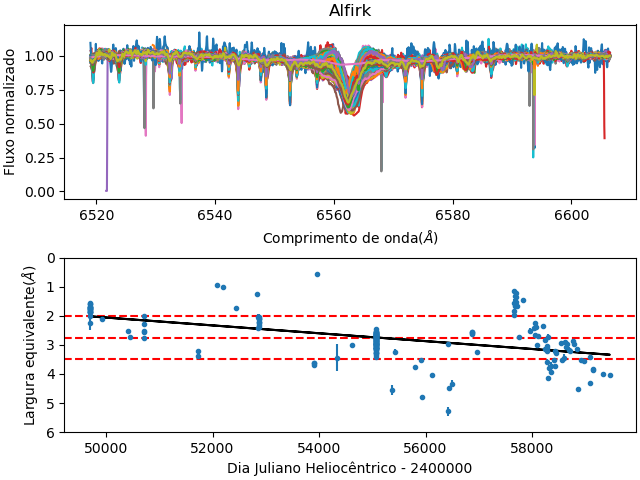 Alfirk
Fluxo normalizado
1.00
0.75
0.50
0.25
0.00
6520 6540 6560 6580 6600
Comprimento de onda(Å)
Largura equivalente(Å)
0
1
2
3
4
5
6
50000 52000 54000 56000 58000
Dia Juliano Heliocêntrico - 2400000